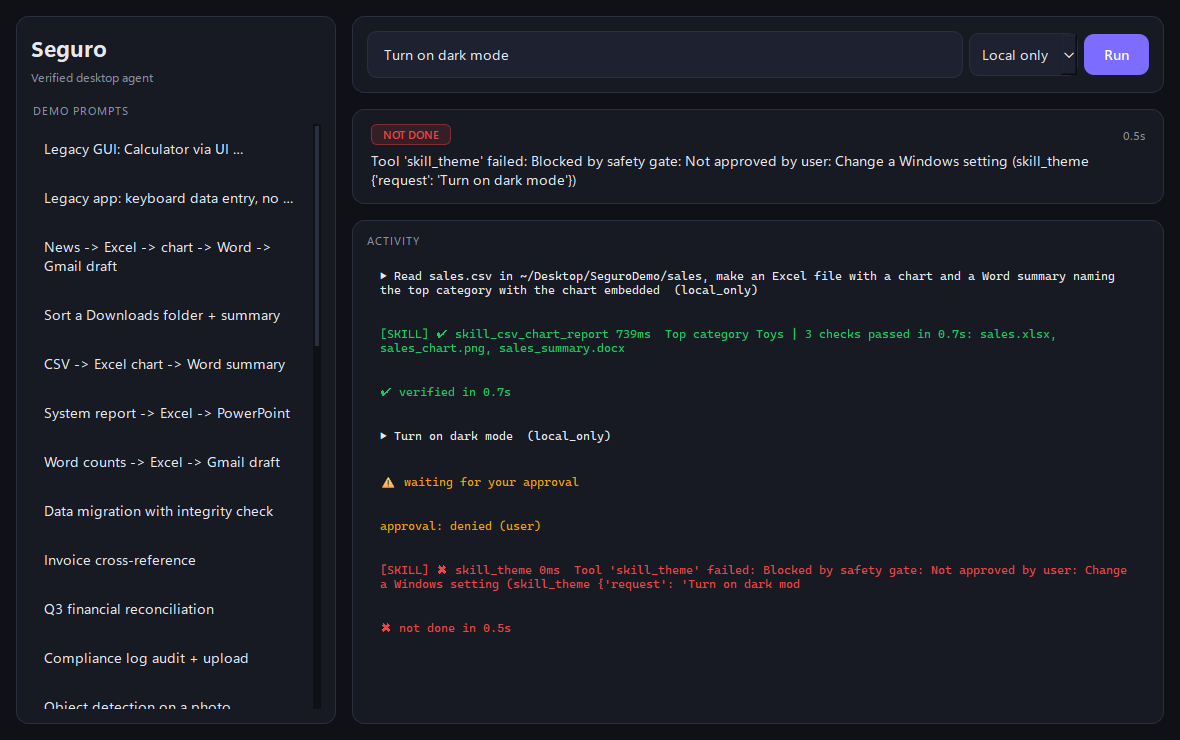 Seguro
Verified desktop agent
DEMO PROMPTS
Legacy GUI: Calculator via UI ...
Legacy app: keyboard data entry, no ...
News -> Excel -> chart -> Word ->
Gmail draft
Sort a Downloads folder + summary
CSV -> Excel chart -> Word summary
System report -> Excel -> PowerPoint
Word counts -> Excel -> Gmail draft
Data migration with integrity check
Invoice cross-reference
Q3 financial reconciliation
Compliance log audit + upload
Object detection on a photo
Turn on dark mode
Local only
Run
NOT DONE
0.5s
Tool 'skill_theme' failed: Blocked by safety gate: Not approved by user: Change a Windows setting (skill_theme
{'request': 'Turn on dark mode'})
ACTIVITY
▶ Read sales.csv in ~/Desktop/SeguroDemo/sales, make an Excel file with a chart and a Word summary naming
the top category with the chart embedded (local_only)
[SKILL] ✔ skill_csv_chart_report 739ms Top category Toys | 3 checks passed in 0.7s: sales.xlsx,
sales_chart.png, sales_summary.docx
✔ verified in 0.7s
▶ Turn on dark mode (local_only)
⚠ waiting for your approval
approval: denied (user)
[SKILL] ✖ skill_theme 0ms Tool 'skill_theme' failed: Blocked by safety gate: Not approved by user: Change
a Windows setting (skill_theme {'request': 'Turn on dark mod
✖ not done in 0.5s